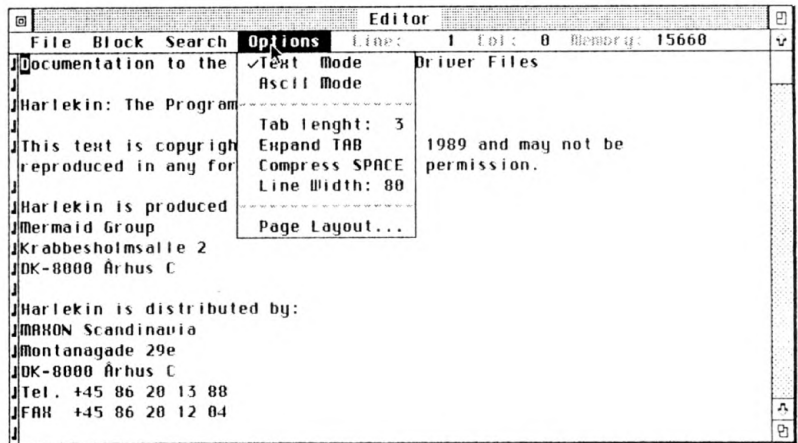 Editor
File Block Search Options Line: 1 Col: 0 Memory: 15660
Documentation to the Driver Files
Harlekin: The Program
This text is copyrigh 1989 and may not be
reproduced in any for permission.
Harlekin is produced
Mermaid Group
Krabbesholmsalle 2
DK-8000 Århus C
Harlekin is distributed by:
MAXON Scandinavia
Montanagade 29e
DK-8000 Århus C
Tel. +45 86 20 13 88
FAX +45 86 20 12 04
✓Text Mode
Ascii Mode
Tab lenght: 3
Expand TAB
Compress SPACE
Line Width: 80
Page Layout...